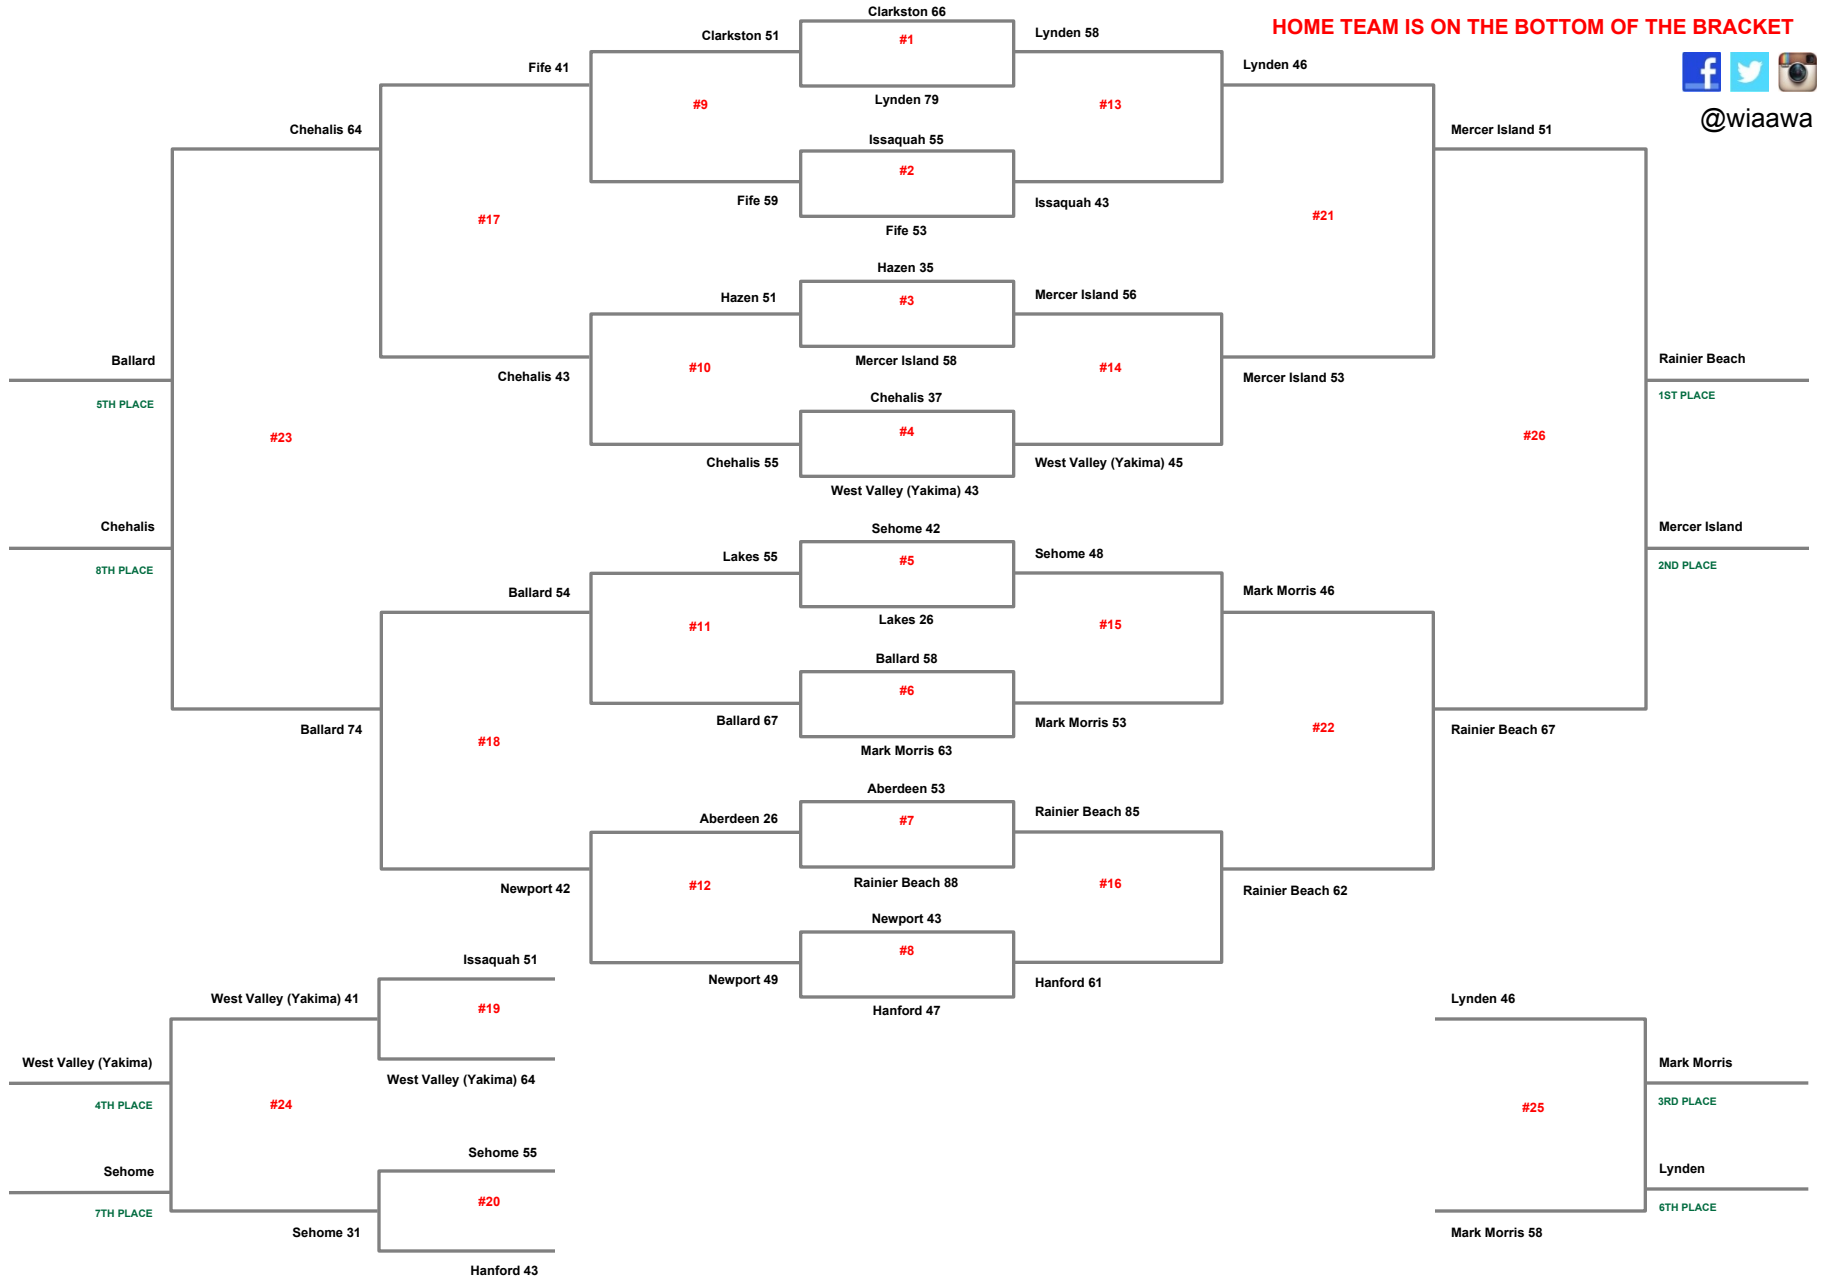 Clarkston 66
HOME TEAM IS ON THE BOTTOM OF THE BRACKET
Clarkston 51
#1
Lynden 58
Fife 41
Lynden 46
#9
Lynden 79
#13
@wiaawa
Chehalis 64
Issaquah 55
Mercer Island 51
#2
Fife 59
Issaquah 43
#17
#21
Fife 53
Hazen 35
Hazen 51
#3
Mercer Island 56
Ballard
Mercer Island 58
Rainier Beach
Chehalis 43
#10
#14
Mercer Island 53
5TH PLACE
Chehalis 37
1ST PLACE
#23
#4
#26
Chehalis 55
West Valley (Yakima) 45
West Valley (Yakima) 43
Chehalis
Sehome 42
Mercer Island
Lakes 55
#5
Sehome 48
8TH PLACE
2ND PLACE
Ballard 54
Mark Morris 46
#11
Lakes 26
#15
Ballard 58
#6
Ballard 67
Mark Morris 53
Ballard 74
#18
#22
Rainier Beach 67
Mark Morris 63
Aberdeen 53
Aberdeen 26
#7
Rainier Beach 85
Newport 42
#12
Rainier Beach 88
#16
Rainier Beach 62
Newport 43
Issaquah 51
#8
Newport 49
Hanford 61
West Valley (Yakima) 41
#19
Hanford 47
Lynden 46
West Valley (Yakima)
Mark Morris
West Valley (Yakima) 64
4TH PLACE
#24
#25
3RD PLACE
Sehome 55
Sehome
Lynden
#20
7TH PLACE
6TH PLACE
Sehome 31
Mark Morris 58
Hanford 43